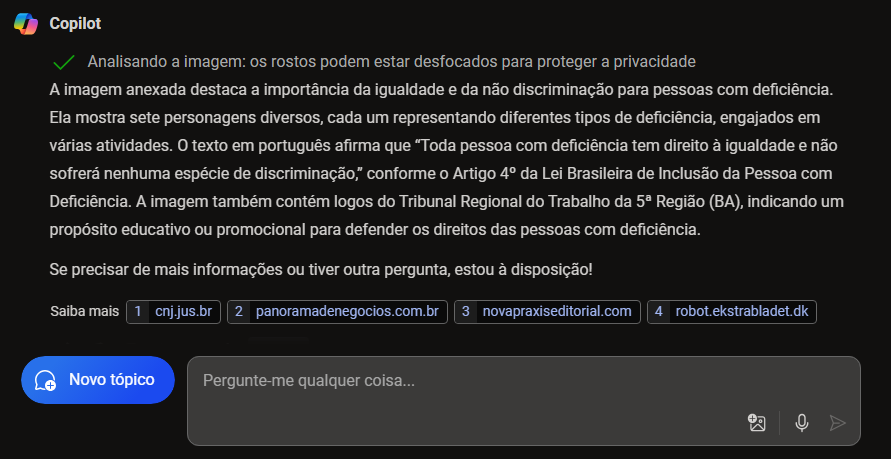 Copilot
Analisando a imagem: os rostos podem estar desfocados para proteger a privacidade
A imagem anexada destaca a importância da igualdade e da não discriminação para pessoas com deficiência.
Ela mostra sete personagens diversos, cada um representando diferentes tipos de deficiência, engajados em
várias atividades. O texto em português afirma que “Toda pessoa com deficiência tem direito à igualdade e não
sofrerá nenhuma espécie de discriminação,” conforme o Artigo 4º da Lei Brasileira de Inclusão da Pessoa com
Deficiência. A imagem também contém logos do Tribunal Regional do Trabalho da 5ª Região (BA), indicando um
propósito educativo ou promocional para defender os direitos das pessoas com deficiência.
Se precisar de mais informações ou tiver outra pergunta, estou à disposição!
Saiba mais 1 cnj.jus.br 2 panoramadenegocios.com.br 3 novapraxiseditorial.com 4 robot.ekstrabladet.dk
Novo tópico
Pergunte-me qualquer coisa...